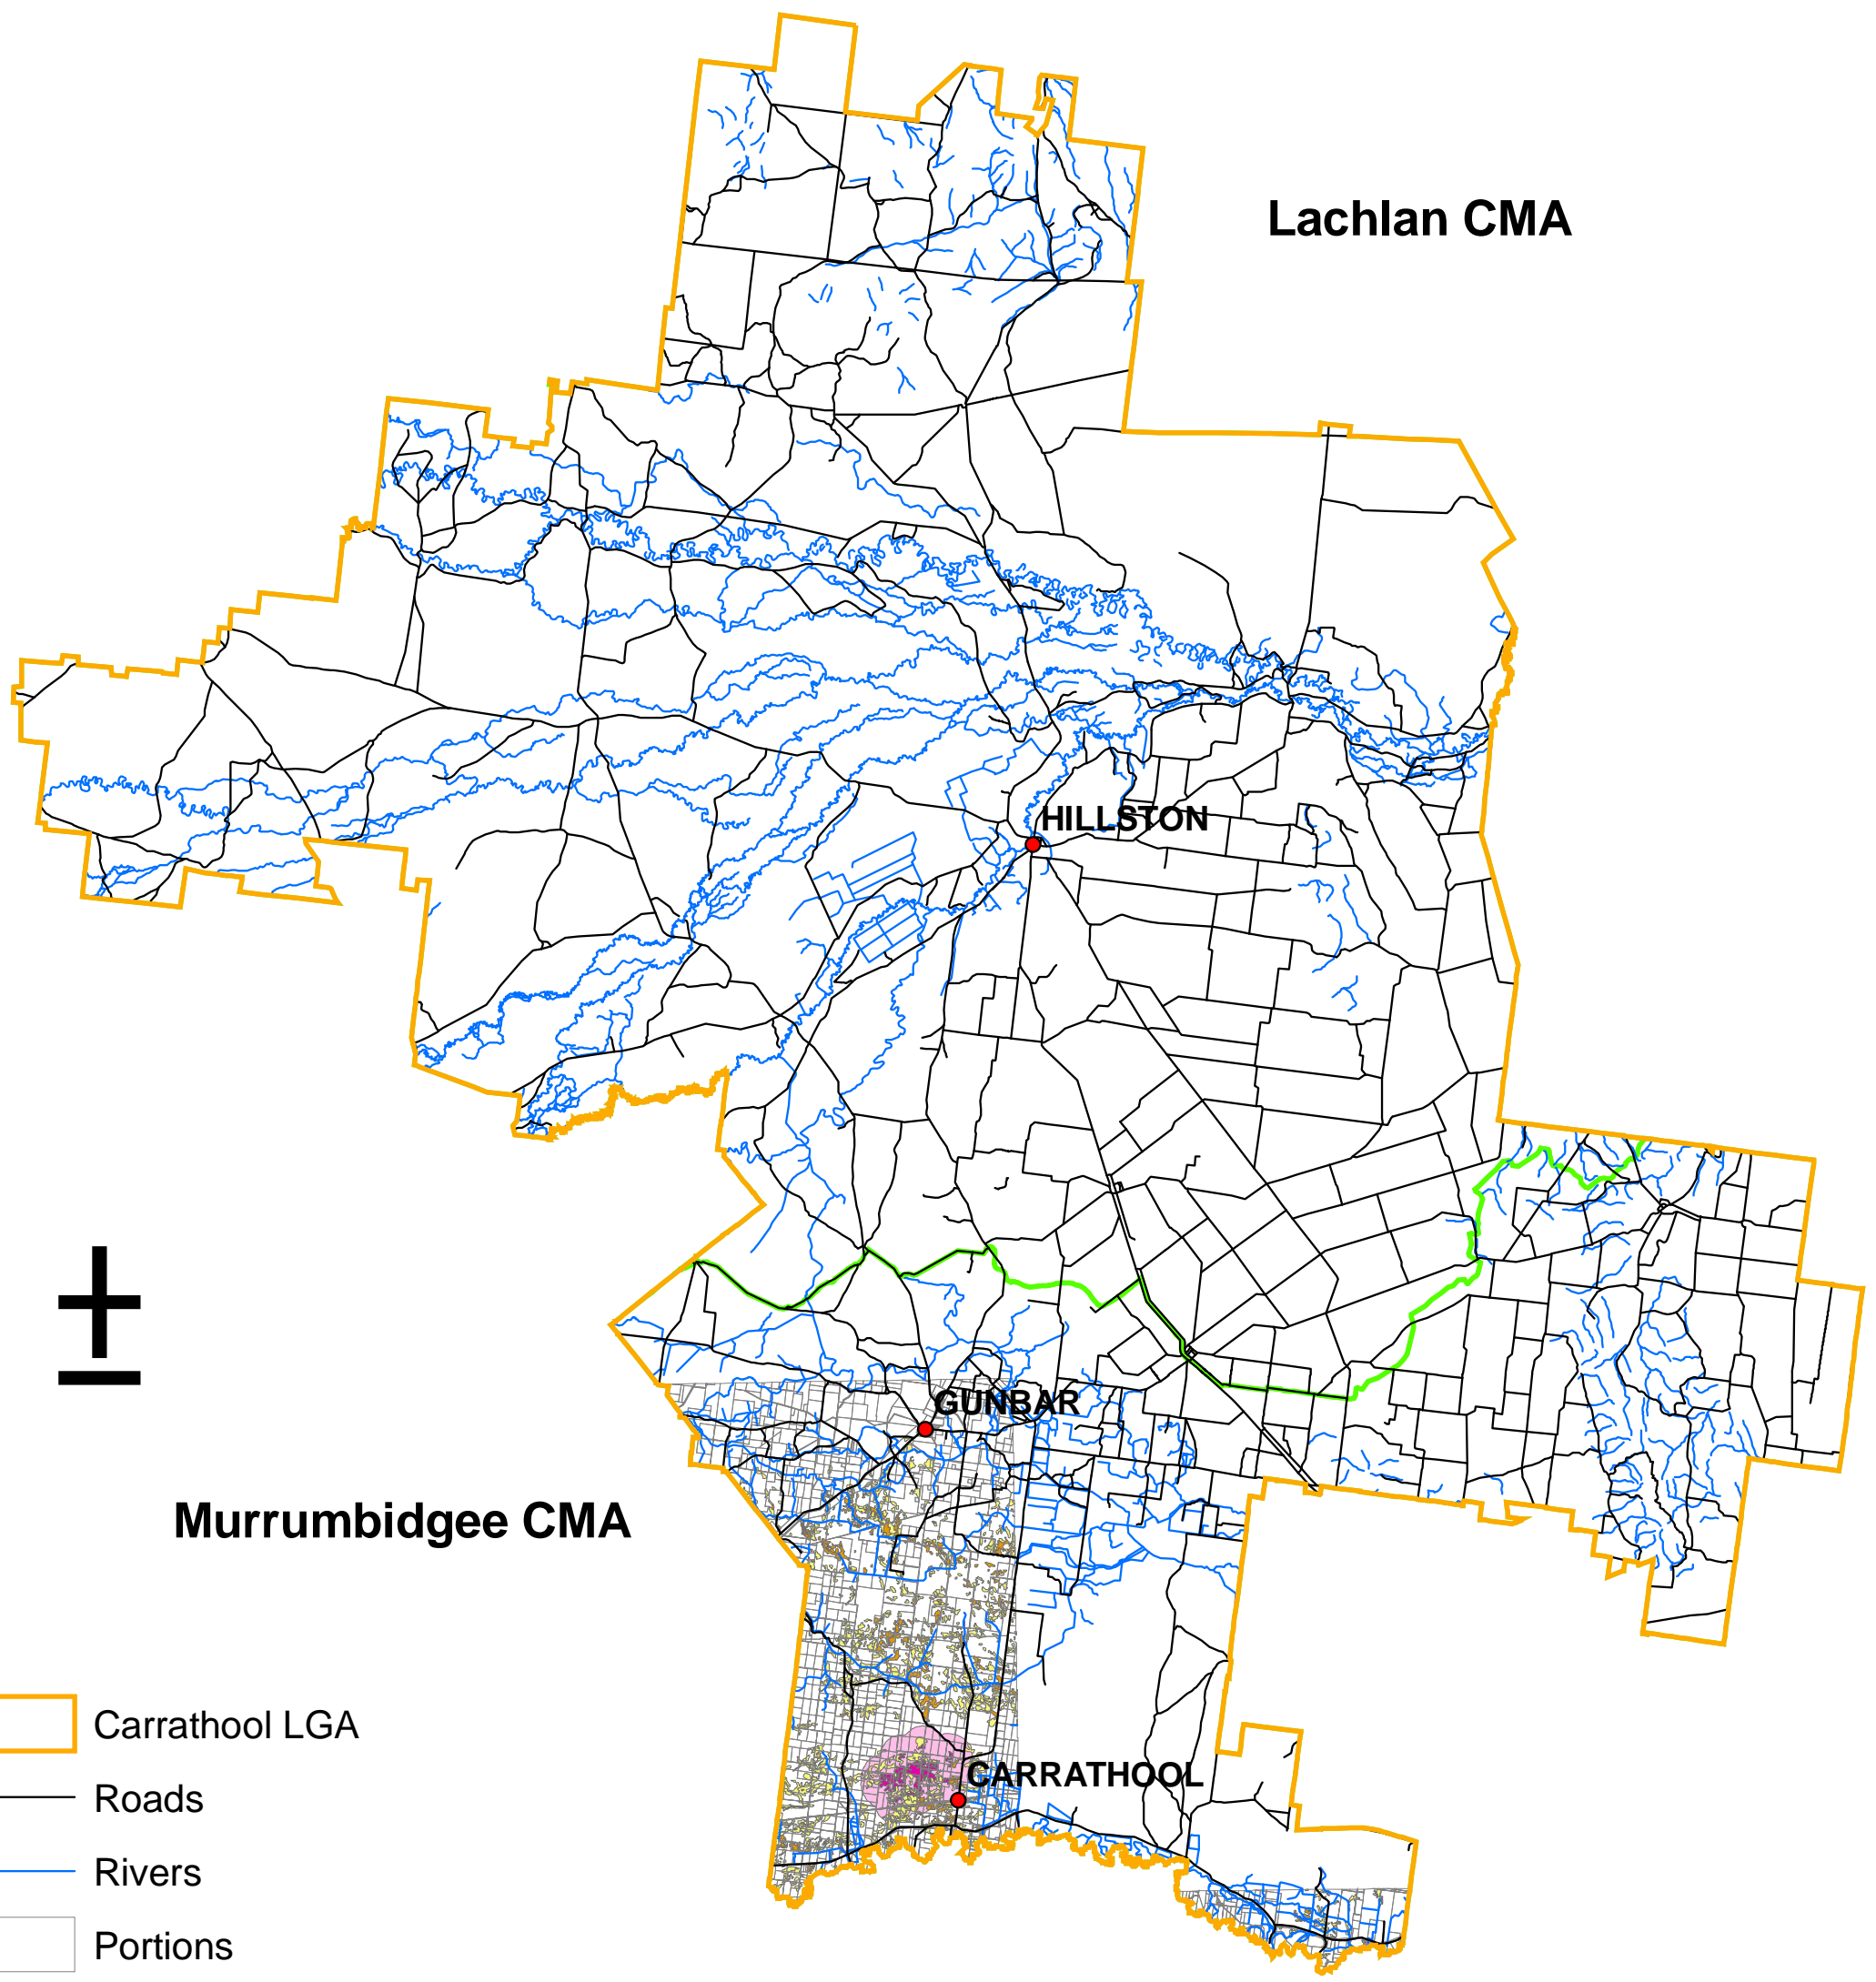 Lachlan CMA
HILLSTON
GUNBAR
Murrumbidgee CMA
Carrathool LGA
CARRATHOOL
Roads
Rivers
Portions